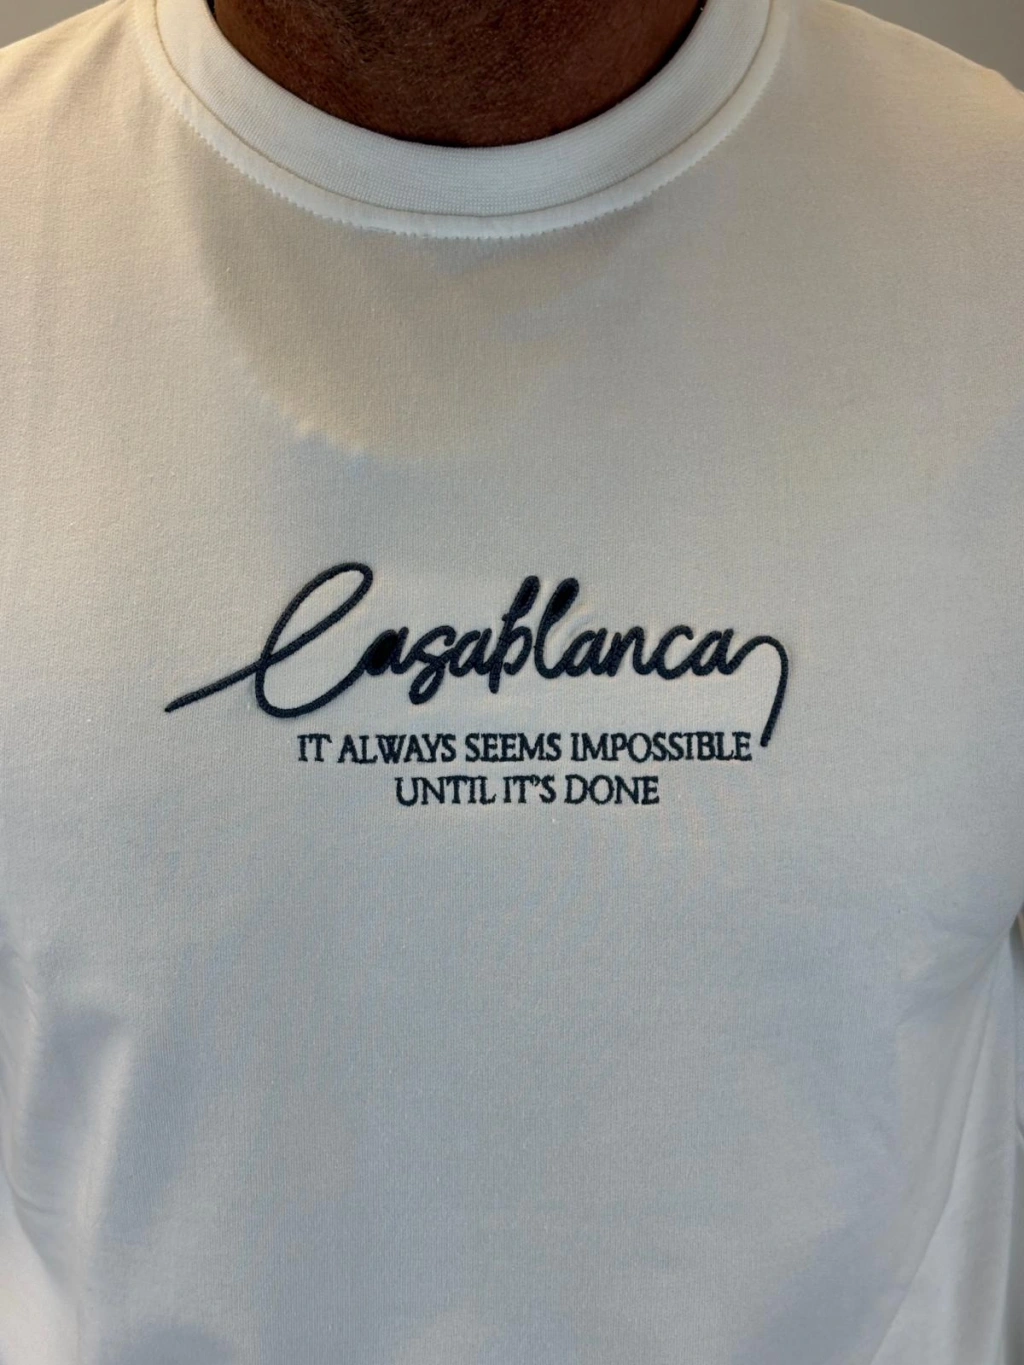 Casablanca
IT ALWAYS SEEMS IMPOSSIBLE
UNTIL IT'S DONE